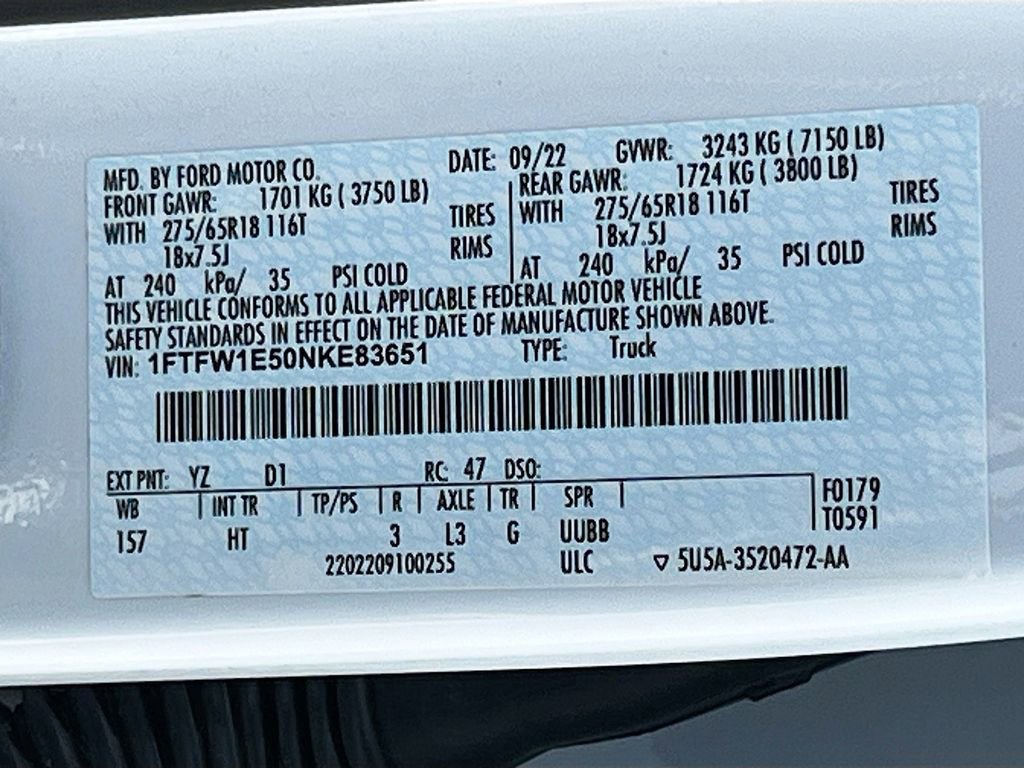 MFD. BY FORD MOTOR CO. DATE: 09/22 GVWR: 3243 KG ( 7150 LB)
FRONT GAWR: 1701 KG ( 3750 LB) REAR GAWR: 1724 KG ( 3800 LB)
WITH 275/65R18 116T TIRES WITH 275/65R18 116T TIRES
18x7.5J RIMS 18x7.5J RIMS
AT 240 kPa/ 35 PSI COLD AT 240 kPa/ 35 PSI COLD
THIS VEHICLE CONFORMS TO ALL APPLICABLE FEDERAL MOTOR VEHICLE
SAFETY STANDARDS IN EFFECT ON THE DATE OF MANUFACTURE SHOWN ABOVE.
VIN: 1FTFW1E50NKE83651 TYPE: Truck
EXT PNT: YZ D1 RC: 47 DSO:
WB INT TR TP/PS R AXLE TR SPR F0179
157 HT 3 L3 G UUBB T0591
2202209100255 ULC ▽ 5U5A-3520472-AA